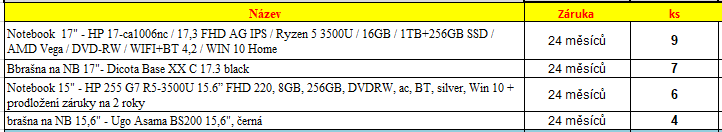 Název Záruka ks
Notebook 17" - HP 17-ca1006nc / 17,3 FHD AG IPS / Ryzen 5 3500U / 16GB / 1TB+256GB SSD /
AMD Vega / DVD-RW / WIFI+BT 4,2 / WIN 10 Home 24 měsíců 9
Bbrašna na NB 17"- Dicota Base XX C 17.3 black 24 měsíců 7
Notebook 15" - HP 255 G7 R5-3500U 15.6” FHD 220, 8GB, 256GB, DVDRW, ac, BT, silver, Win 10 +
prodložení záruky na 2 roky 24 měsíců 6
brašna na NB 15,6" - Ugo Asama BS200 15,6", černá 24 měsíců 4